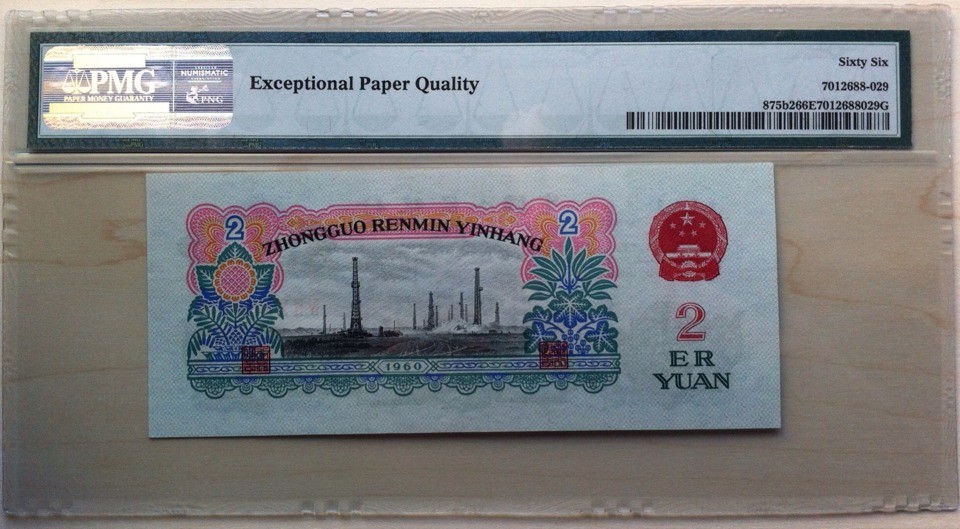 PMG
PAPER MONEY GUARANTY
NUMISMATIC
PNG
Exceptional Paper Quality
Sixty Six
7012688-029
875b266E7012688029G
2
2
ZHONGGUO RENMIN YINHANG
1960
2
ER
YUAN